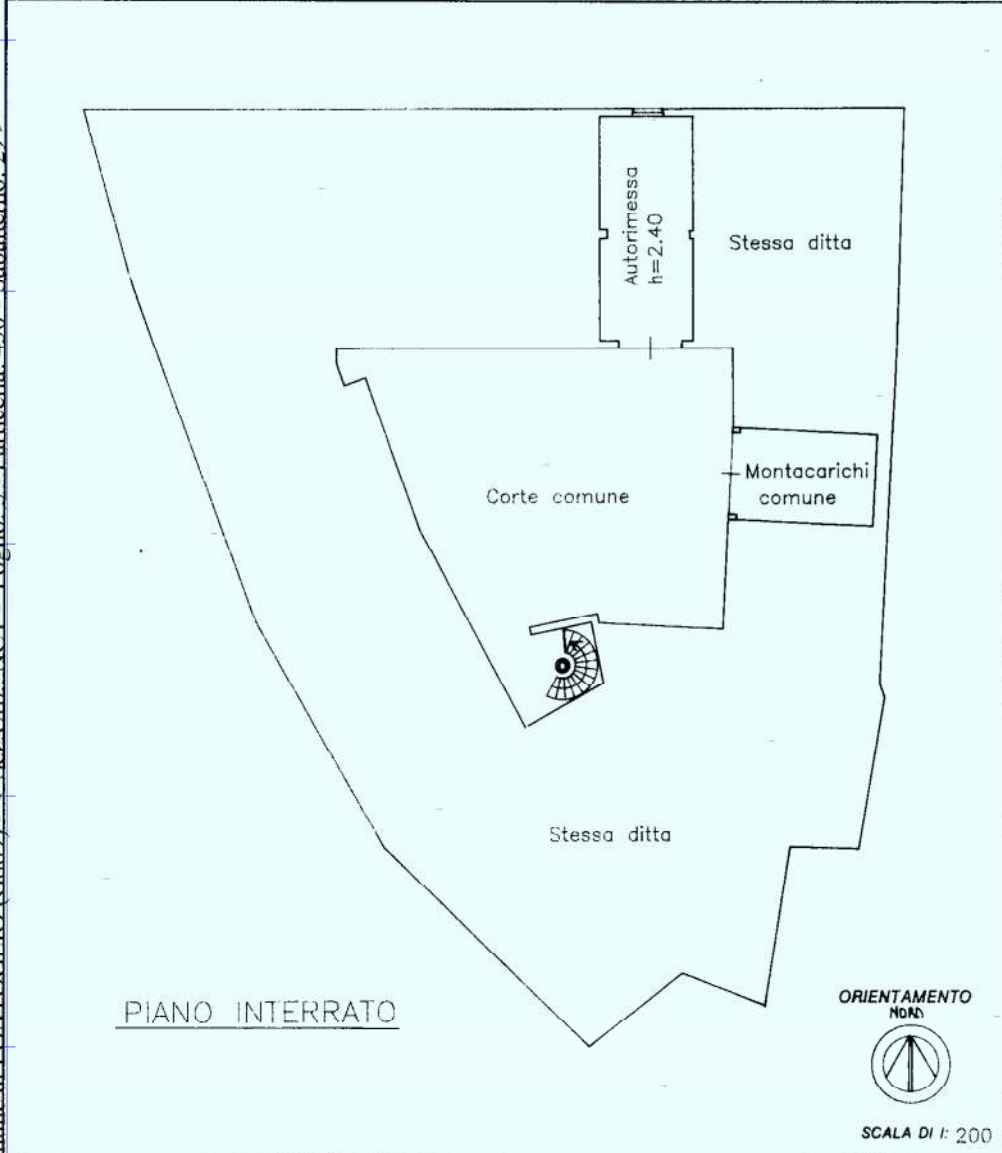 Autorimessa
h=2.40
Stessa ditta
Montacarichi
comune
Corte comune
Stessa ditta
PIANO INTERRATO
ORIENTAMENTO
NORD
SCALA DI 1: 200